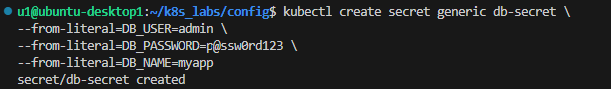 u1@ubuntu-desktop1:~/k8s_labs/config$ kubectl create secret generic db-secret \
--from-literal=DB_USER=admin \
--from-literal=DB_PASSWORD=p@ssw0rd123 \
--from-literal=DB_NAME=myapp
secret/db-secret created